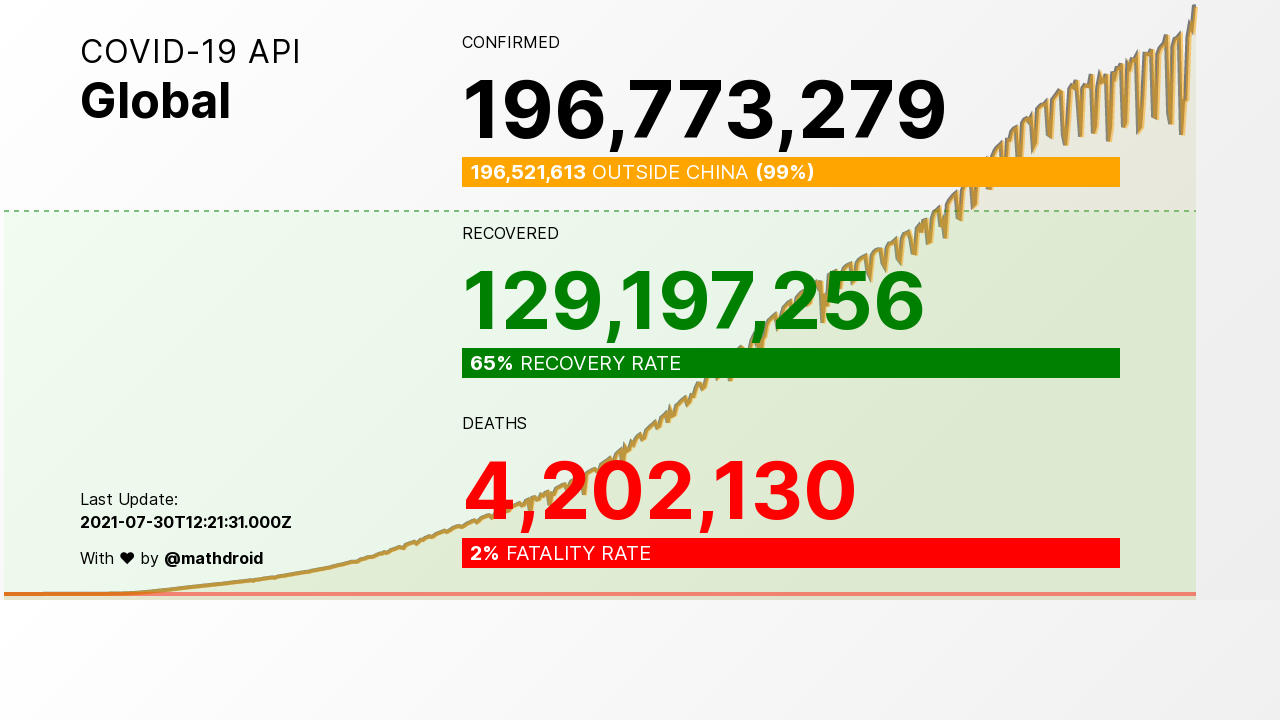 COVID-19 API
Global
CONFIRMED
196,773,279
196,521,613 OUTSIDE CHINA (99%)
RECOVERED
129,197,256
65% RECOVERY RATE
DEATHS
4,202,130
2% FATALITY RATE
Last Update:
2021-07-30T12:21:31.000Z
With ♥ by @mathdroid